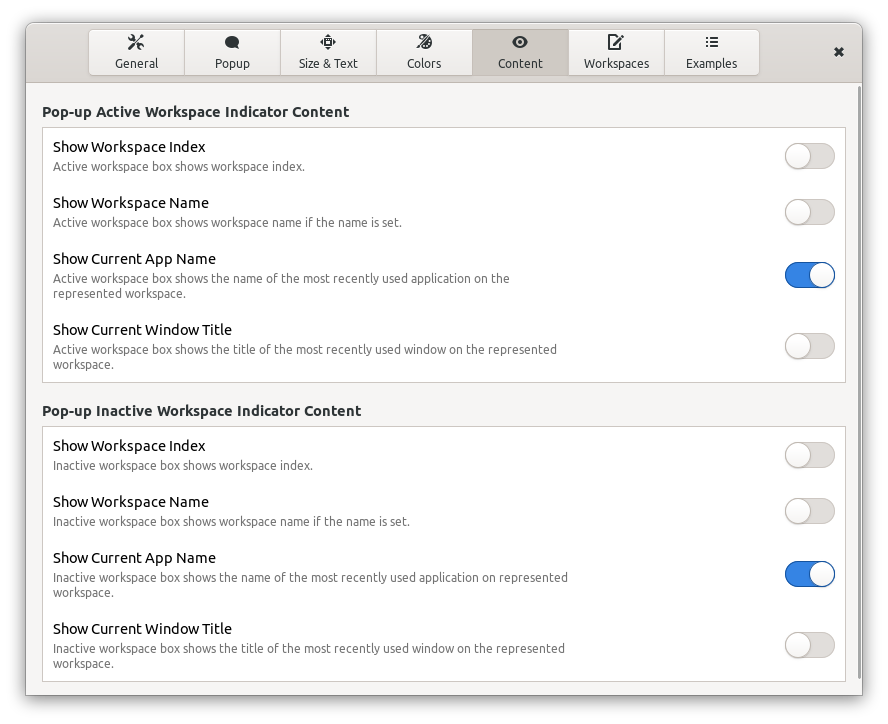 General
Popup
Size & Text
Colors
Content
Workspaces
Examples
Pop-up Active Workspace Indicator Content
Show Workspace Index
Active workspace box shows workspace index.
Show Workspace Name
Active workspace box shows workspace name if the name is set.
Show Current App Name
Active workspace box shows the name of the most recently used application on the
represented workspace.
Show Current Window Title
Active workspace box shows the title of the most recently used window on the represented
workspace.
Pop-up Inactive Workspace Indicator Content
Show Workspace Index
Inactive workspace box shows workspace index.
Show Workspace Name
Inactive workspace box shows workspace name if the name is set.
Show Current App Name
Inactive workspace box shows the name of the most recently used application on represented
workspace.
Show Current Window Title
Inactive workspace box shows the title of the most recently used window on the represented
workspace.